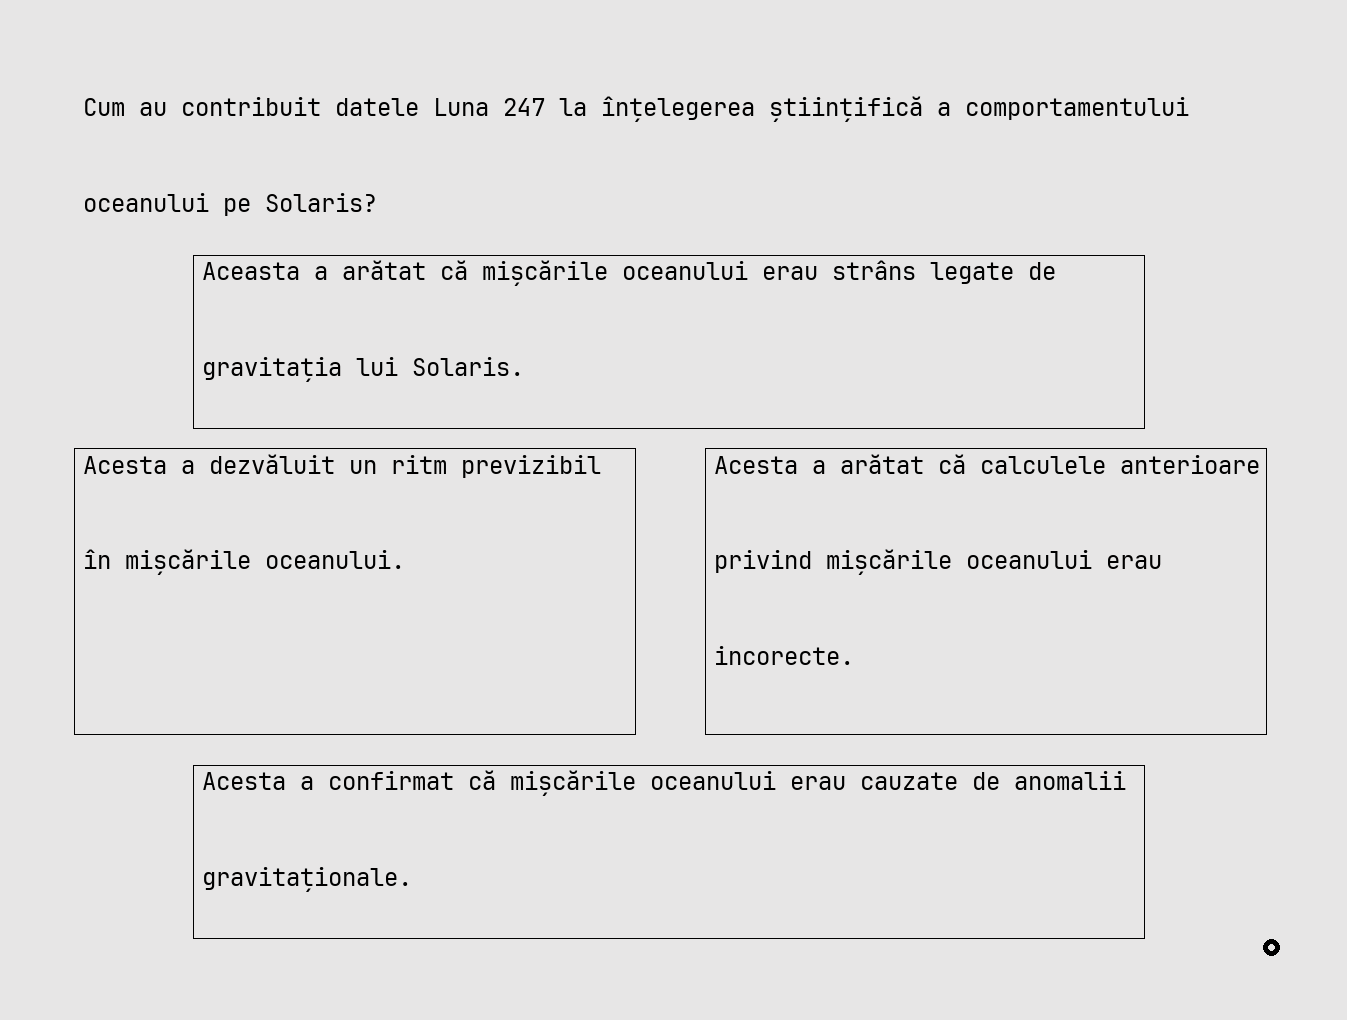 Cum au contribuit datele Luna 247 la înțelegerea științifică a comportamentului
oceanului pe Solaris?
Aceasta a arătat că mișcările oceanului erau strâns legate de
gravitația lui Solaris.
Acesta a dezvăluit un ritm previzibil
în mișcările oceanului.
Acesta a arătat că calculele anterioare
privind mișcările oceanului erau
incorecte.
Acesta a confirmat că mișcările oceanului erau cauzate de anomalii
gravitaționale.